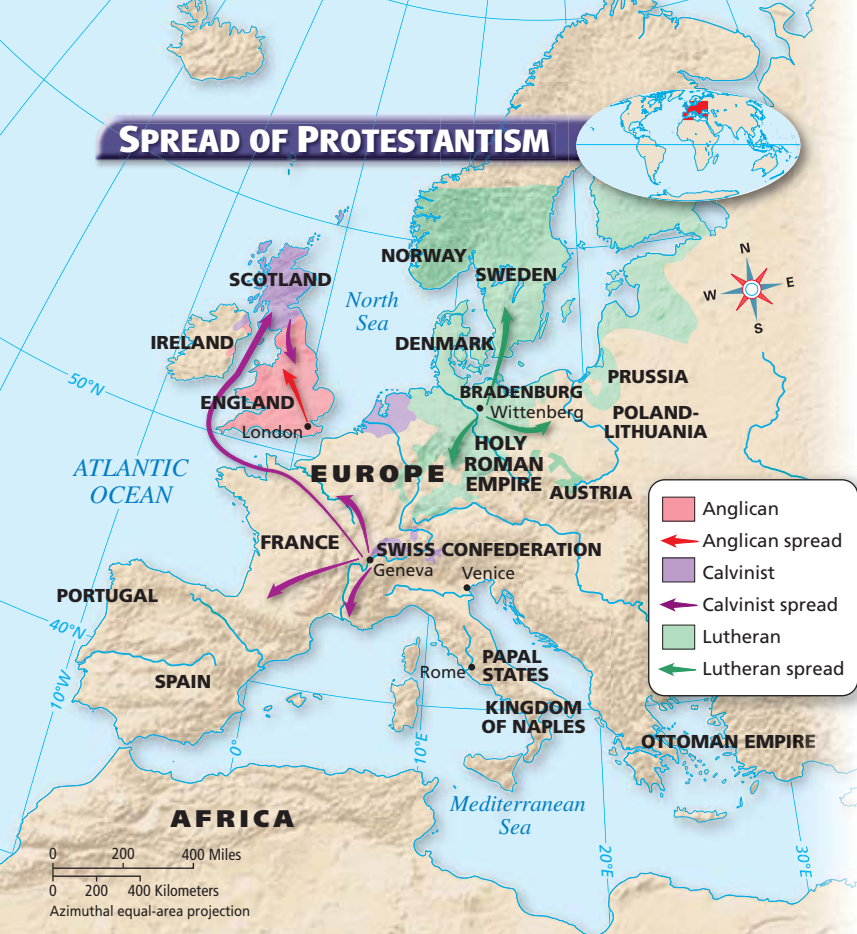 SPREAD OF PROTESTANTISM
N
W
E
S
NORWAY
SWEDEN
SCOTLAND
North
Sea
IRELAND
DENMARK
50°N
PRUSSIA
BRADENBURG
Wittenberg
ENGLAND
London
POLAND-
LITHUANIA
HOLY
ROMAN
EMPIRE
ATLANTIC
OCEAN
EUROPE
AUSTRIA
FRANCE
SWISS CONFEDERATION
Geneva
Venice
PORTUGAL
40°N
SPAIN
10°W
Rome
PAPAL
STATES
KINGDOM
OF NAPLES
OTTOMAN EMPIRE
0°
10°E
20°E
30°E
Mediterranean
Sea
AFRICA
Anglican
Anglican spread
Calvinist
Calvinist spread
Lutheran
Lutheran spread
0 200 400 Miles
0 200 400 Kilometers
Azimuthal equal-area projection